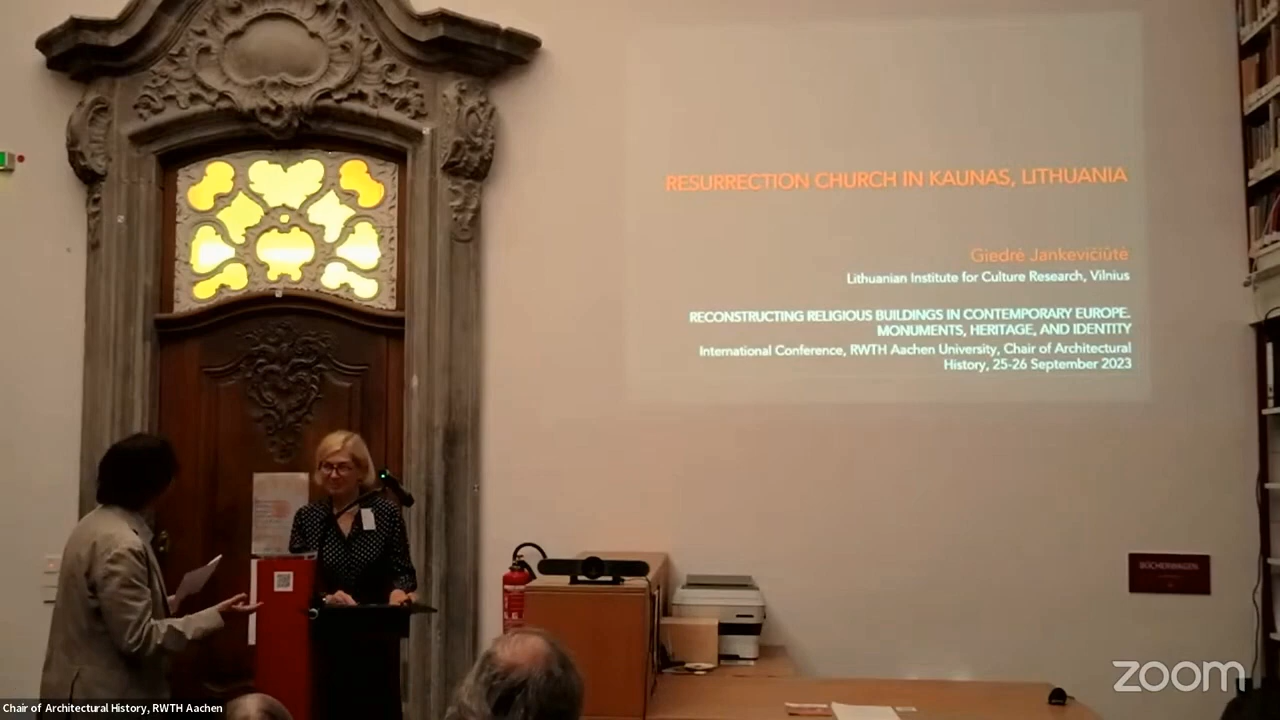 RESURRECTION CHURCH IN KAUNAS, LITHUANIA
Giedrė Jankevičiūtė
Lithuanian Institute for Culture Research, Vilnius
RECONSTRUCTING RELIGIOUS BUILDINGS IN CONTEMPORARY EUROPE.
MONUMENTS, HERITAGE, AND IDENTITY
International Conference, RWTH Aachen University, Chair of Architectural
History, 25-26 September 2023
BÜCHERWAGEN
zoom
Chair of Architectural History, RWTH Aachen